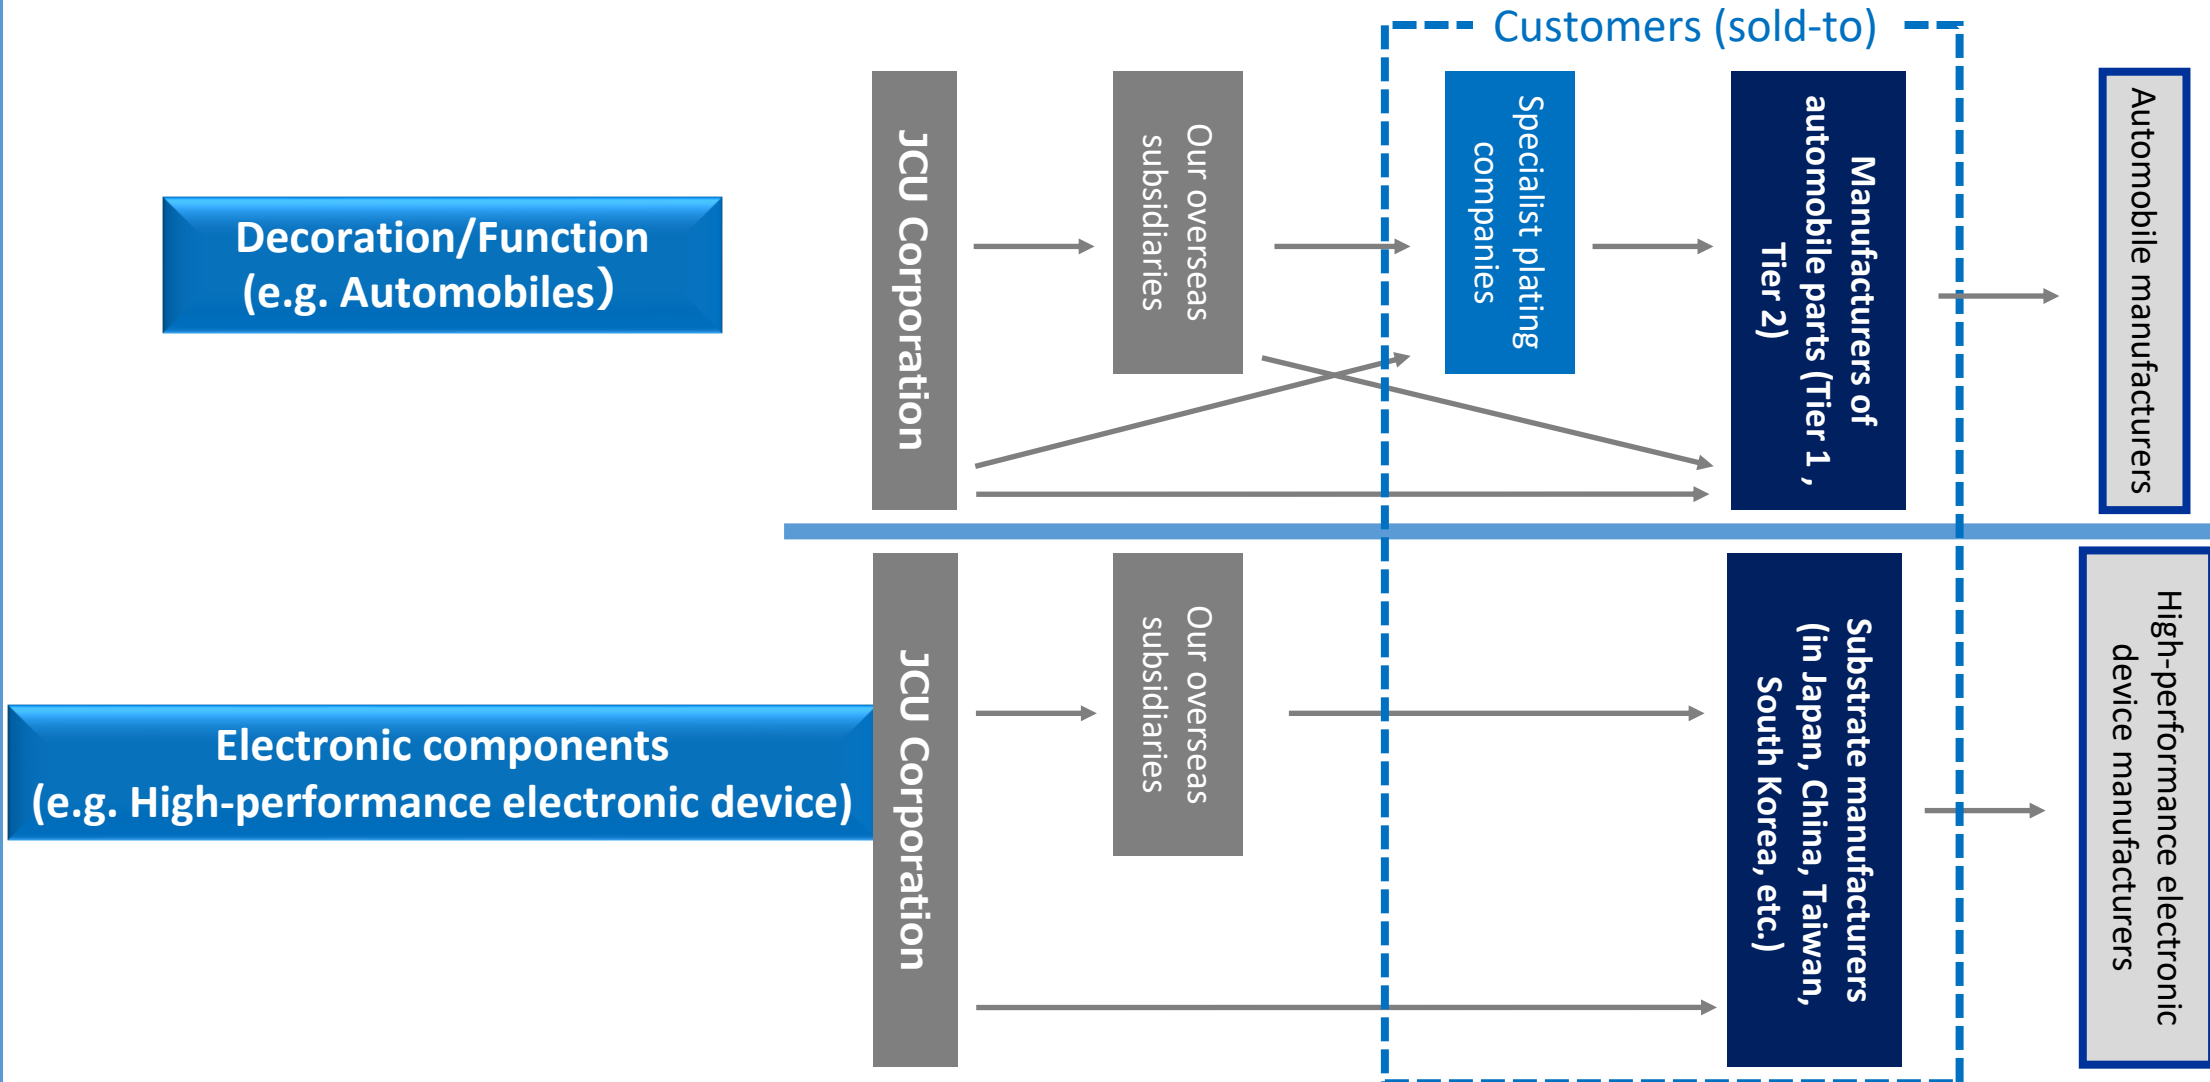 Customers (sold-to)
Decoration/Function
(e.g. Automobiles）
JCU Corporation
Our overseas
subsidiaries
Specialist plating
companies
Manufacturers of
automobile parts (Tier 1 ,
Tier 2)
Automobile manufacturers
Electronic components
(e.g. High-performance electronic device)
JCU Corporation
Our overseas
subsidiaries
Substrate manufacturers
(in Japan, China, Taiwan,
South Korea, etc.)
High-performance electronic
device manufacturers